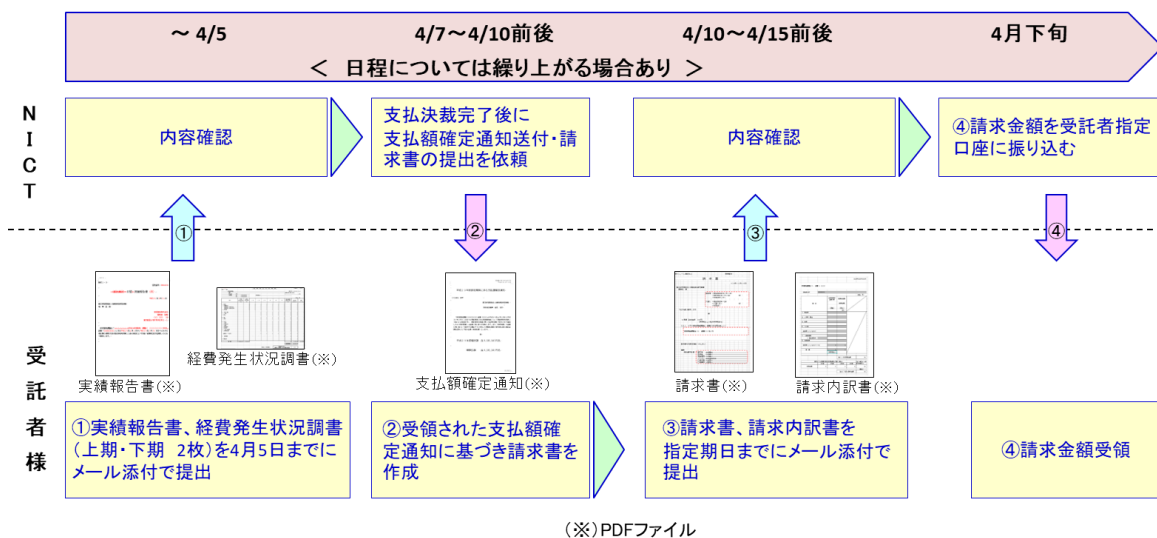 ～ 4/5
4/7～4/10前後
4/10～4/15前後
4月下旬
＜ 日程については繰り上がる場合あり ＞
NICT
内容確認
支払決裁完了後に
支払額確定通知送付・請
求書の提出を依頼
内容確認
④請求金額を受託者指定
口座に振り込む
①
②
③
④
受託者様
実績報告書(※)
経費発生状況調書(※)
支払額確定通知(※)
請求書(※)
請求内訳書(※)
①実績報告書、経費発生状況調書
(上期・下期 2枚)を4月5日までに
メール添付で提出
②受領された支払額確
定通知に基づき請求書を
作成
③請求書、請求内訳書を
指定期日までにメール添付で
提出
④請求金額受領
(※)PDFファイル